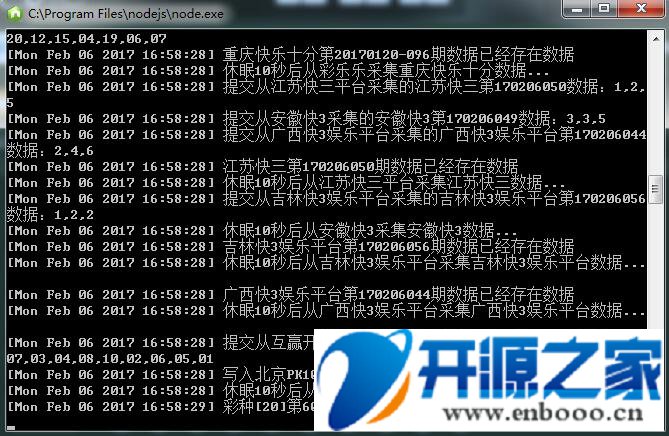 C:\Program Files\nodejs\node.exe
20,12,15,04,19,06,07
[Mon Feb 06 2017 16:58:28] 重庆快乐十分第20170120-096期数据已经存在数据
[Mon Feb 06 2017 16:58:28] 休眠10秒后从彩乐乐采集重庆快乐十分数据...
[Mon Feb 06 2017 16:58:28] 提交从江苏快三平台采集的江苏快三第170206050数据：1,2,
5
[Mon Feb 06 2017 16:58:28] 提交从安徽快3采集的安徽快3第170206049数据：3,3,5
[Mon Feb 06 2017 16:58:28] 提交从广西快3娱乐平台采集的广西快3娱乐平台第170206044
数据：2,4,6
[Mon Feb 06 2017 16:58:28] 江苏快三第170206050期数据已经存在数据
[Mon Feb 06 2017 16:58:28] 休眠10秒后从江苏快三平台采集江苏快三数据...
[Mon Feb 06 2017 16:58:28] 提交从吉林快3娱乐平台采集的吉林快3娱乐平台第170206056
数据：1,2,2
[Mon Feb 06 2017 16:58:28] 休眠10秒后从安徽快3采集安徽快3数据...
[Mon Feb 06 2017 16:58:28] 吉林快3娱乐平台第170206056期数据已经存在数据
[Mon Feb 06 2017 16:58:28] 休眠10秒后从吉林快3娱乐平台采集吉林快3娱乐平台数据...
[Mon Feb 06 2017 16:58:28] 广西快3娱乐平台第170206044期数据已经存在数据
[Mon Feb 06 2017 16:58:28] 休眠10秒后从广西快3娱乐平台采集广西快3娱乐平台数据...
[Mon Feb 06 2017 16:58:28] 提交从互赢开
07,03,04,08,10,02,06,05,01
[Mon Feb 06 2017 16:58:28] 写入北京PK10
[Mon Feb 06 2017 16:58:28] 休眠10秒后从
[Mon Feb 06 2017 16:58:29] 彩种[20]第60
开源之家
www.enbooo.cn